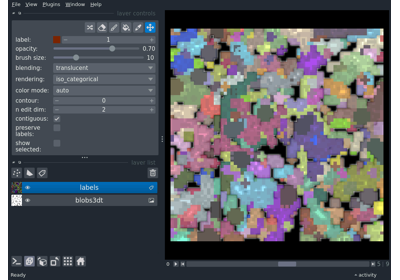 File View Plugins Window Help
layer controls
label: 1
opacity: 0.70
brush size: 10
blending: translucent
rendering: iso_categorical
color mode: auto
contour: 0
n edit dim: 2
contiguous:
preserve
labels:
show
selected:
layer list
labels
blobs3dt
activity